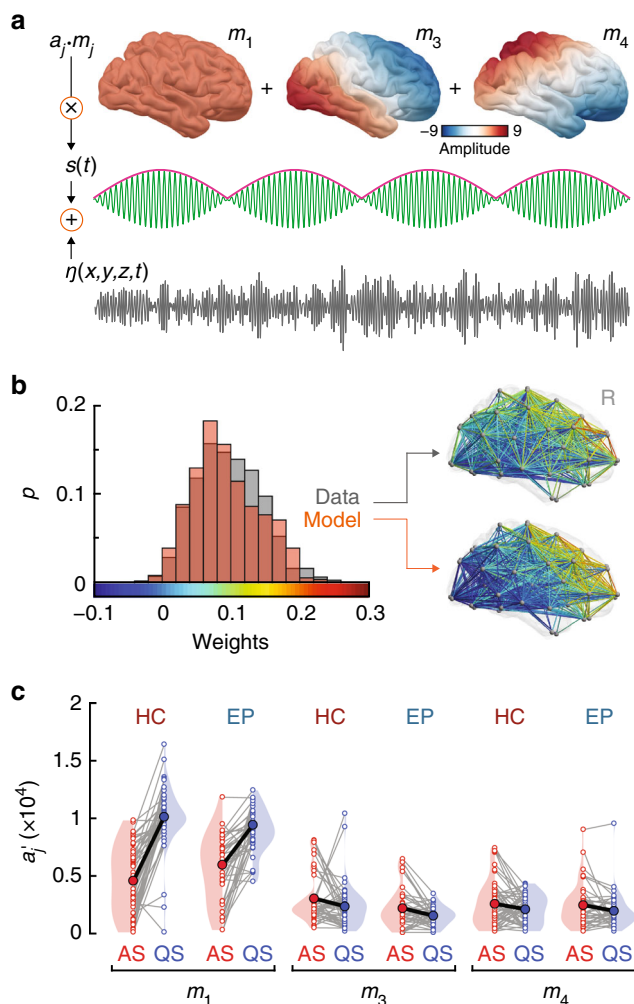 a
a_j·m_j
m_1
+
m_3
+
m_4
×
−9
9
Amplitude
s(t)
+
η(x,y,z,t)
b
0.2
0.1
0
p
−0.1
0
0.1
0.2
0.3
Weights
Data
Model
R
c
2
1.5
1
0.5
0
a_j' (×10^4)
HC
EP
HC
EP
HC
EP
AS QS
AS QS
AS QS
AS QS
AS QS
AS QS
m_1
m_3
m_4